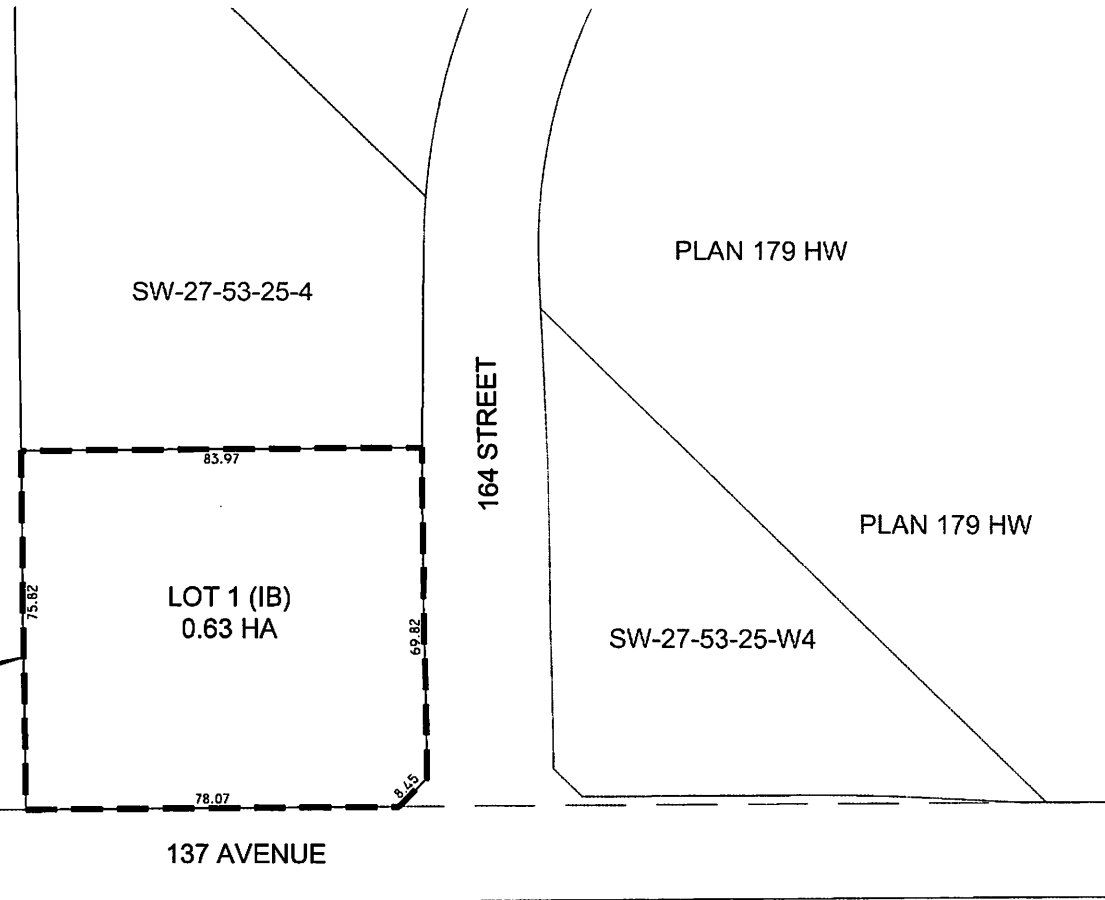 PLAN 179 HW
SW-27-53-25-4
164 STREET
83.97
PLAN 179 HW
75.82
LOT 1 (IB)
0.63 HA
69.82
SW-27-53-25-W4
8.45
78.07
137 AVENUE